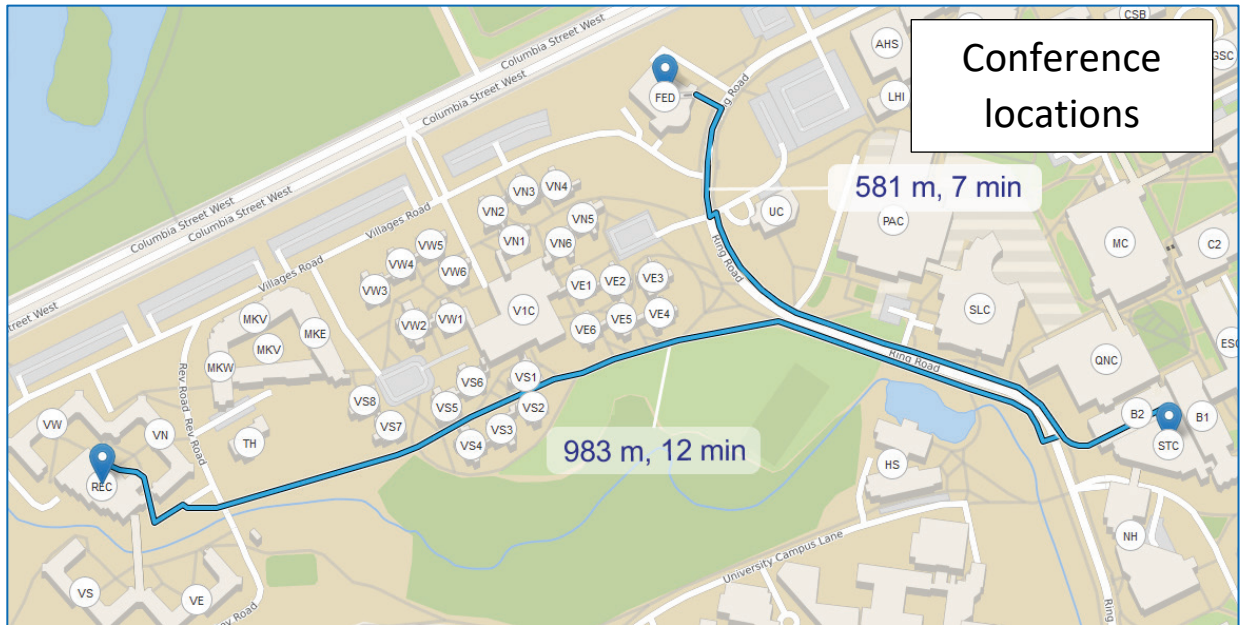 Conference
locations
Columbia Street West
Columbia Street West
CSB
AHS
GSC
LHI
FED
Ring Road
581 m, 7 min
PAC
UC
MC
C2
VN3
VN4
VN2
VN5
VN1
VN6
Villages Road
Columbia Street West
Columbia Street West
VW5
VW4
VW6
VW3
VE1
VE2
VE3
Ring Road
SLC
Villages Road
Street West
VW2
VW1
V1C
VE6
VE5
VE4
MKV
MKE
MKV
MKW
Ring Road
QNC
ESC
VS6
VS1
VS8
VS5
VS2
VS7
VS3
VS4
B2
B1
STC
VW
VN
Rev Road
Rev Road
TH
983 m, 12 min
HS
REC
University Campus Lane
NH
VS
VE
Rev Road
Ring